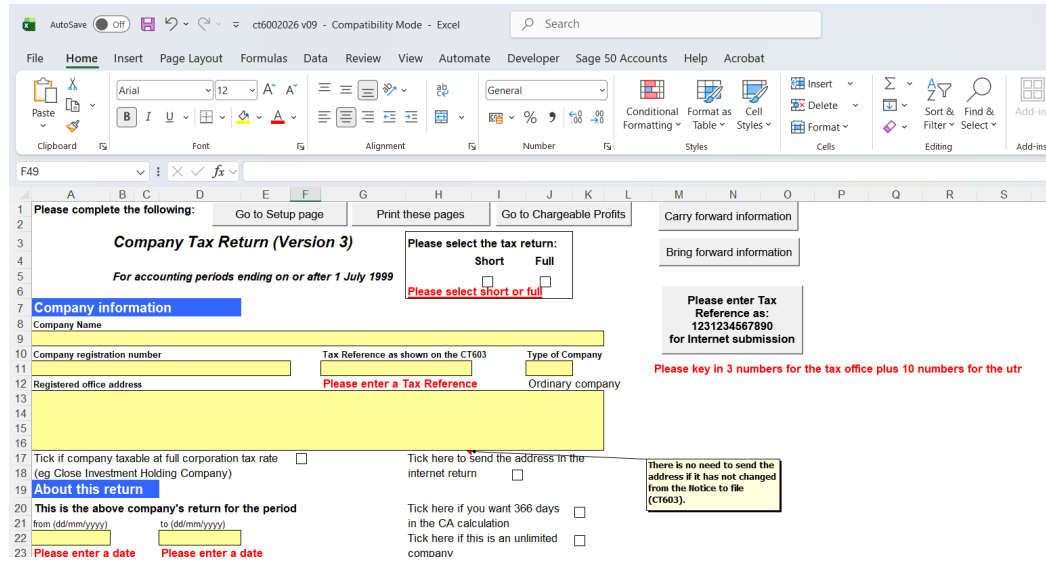 AutoSave Off ct6002026 v09 - Compatibility Mode - Excel Search
File Home Insert Page Layout Formulas Data Review View Automate Developer Sage 50 Accounts Help Acrobat
Paste Arial 12 A^ A˅ ab General Conditional Format as Cell Insert Sort & Find & Add-in
B I U A % 9 Formatting Table Styles Delete Filter Select
Format
Clipboard Font Alignment Number Styles Cells Editing Add-ins
F49 fx
A B C D E F G H I J K L M N O P Q R S
1 Please complete the following: Go to Setup page Print these pages Go to Chargeable Profits Carry forward information
2
3 Company Tax Return (Version 3) Please select the tax return:
4 Short Full Bring forward information
5 For accounting periods ending on or after 1 July 1999
6 Please select short or full
7 Company information
8 Company Name
9
10 Company registration number Tax Reference as shown on the CT603 Type of Company
Please enter Tax
Reference as:
1231234567890
for Internet submission
11 Please key in 3 numbers for the tax office plus 10 numbers for the utr
12 Registered office address Please enter a Tax Reference Ordinary company
13
14
15
16
17 Tick if company taxable at full corporation tax rate Tick here to send the address in the
18 (eg Close Investment Holding Company) internet return
There is no need to send the
address if it has not changed
from the Notice to file
(CT603).
19 About this return
20 This is the above company's return for the period Tick here if you want 366 days
21 from (dd/mm/yyyy) to (dd/mm/yyyy) in the CA calculation
22 Tick here if this is an unlimited
23 Please enter a date Please enter a date company